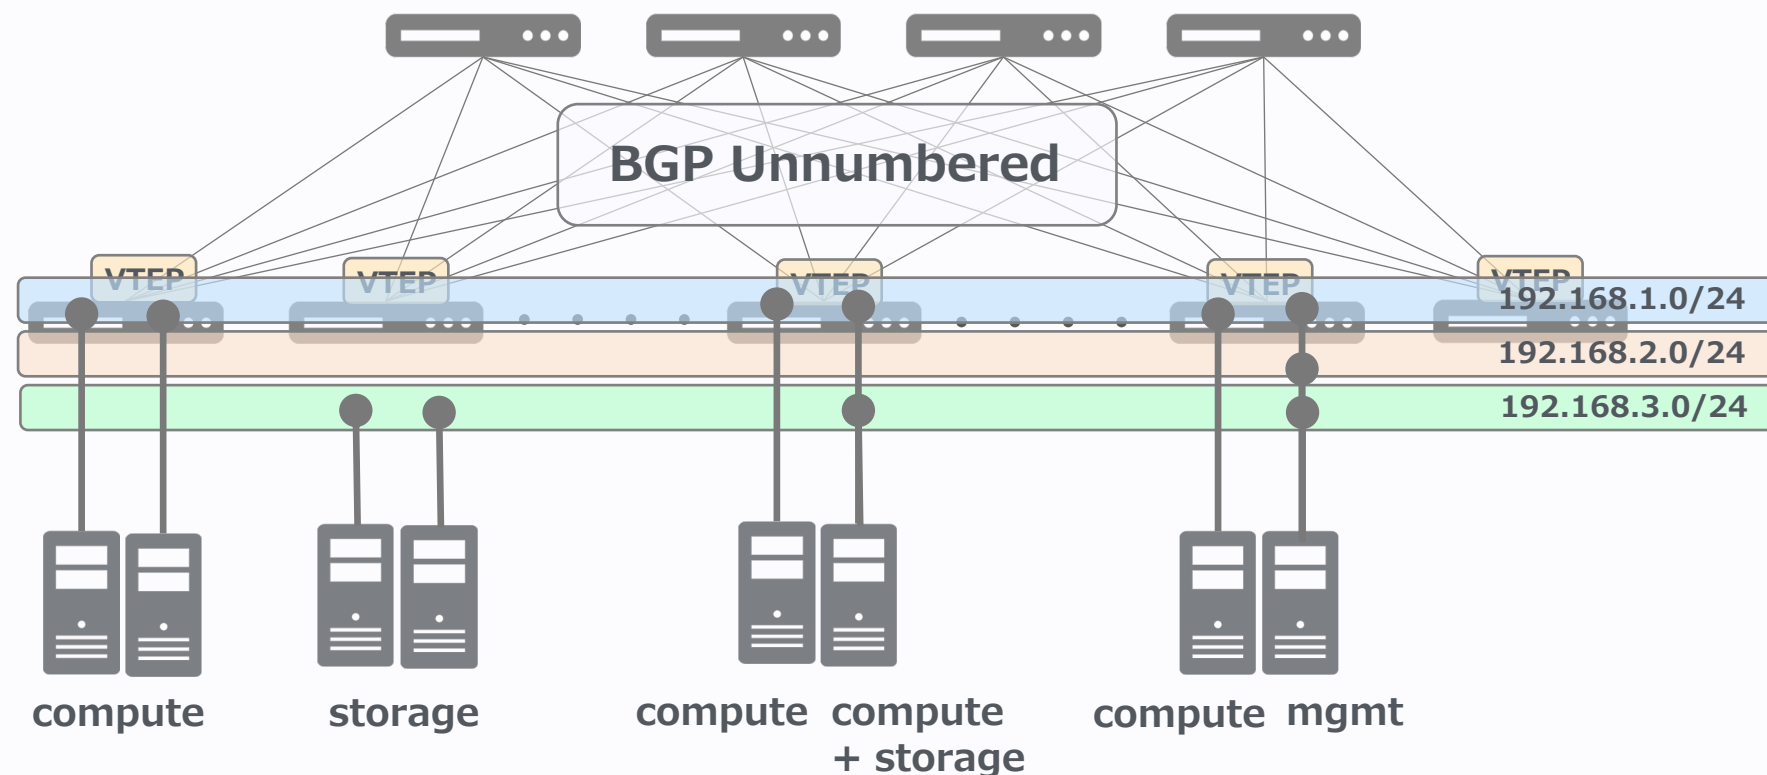 BGP Unnumbered
VTEP
VTEP
VTEP
VTEP
VTEP
192.168.1.0/24
192.168.2.0/24
192.168.3.0/24
compute
storage
compute
compute
+ storage
compute
mgmt